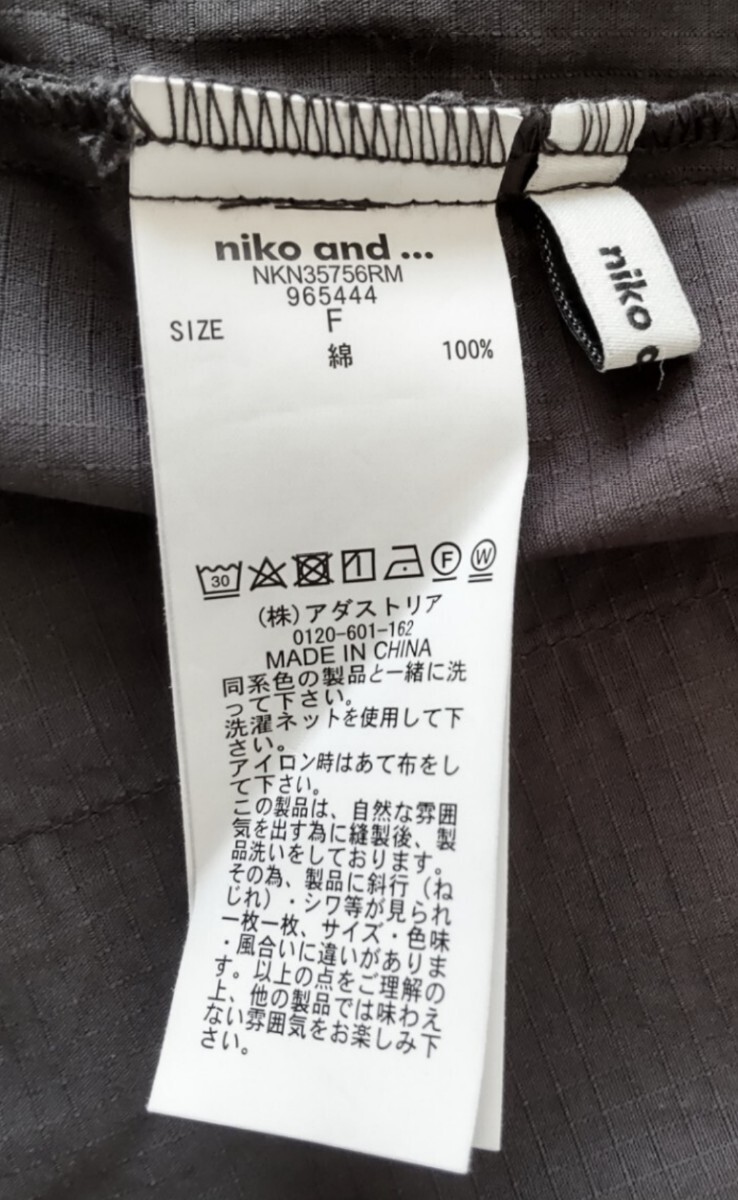 niko and ...
NKN35756RM
965444
SIZE F
綿 100%
niko a
30
F W
(株)アダストリア
0120-601-162
MADE IN CHINA
同系色の製品と一緒に洗
って下さい。
洗濯ネットを使用して下
さい。
アイロン時はあて布をし
て下さい。
この製品は、自然な雰囲
気を出す為に縫製後、製
品洗いをしております。
その為、製品に斜行(ね
じれ)・シワ等が見られ
一枚一枚、サイズ・色味
・風合いに違いがありま
す。以上の点をご理解の
上、他の製品では味わえ
ない雰囲気をお楽しみ下
さい。